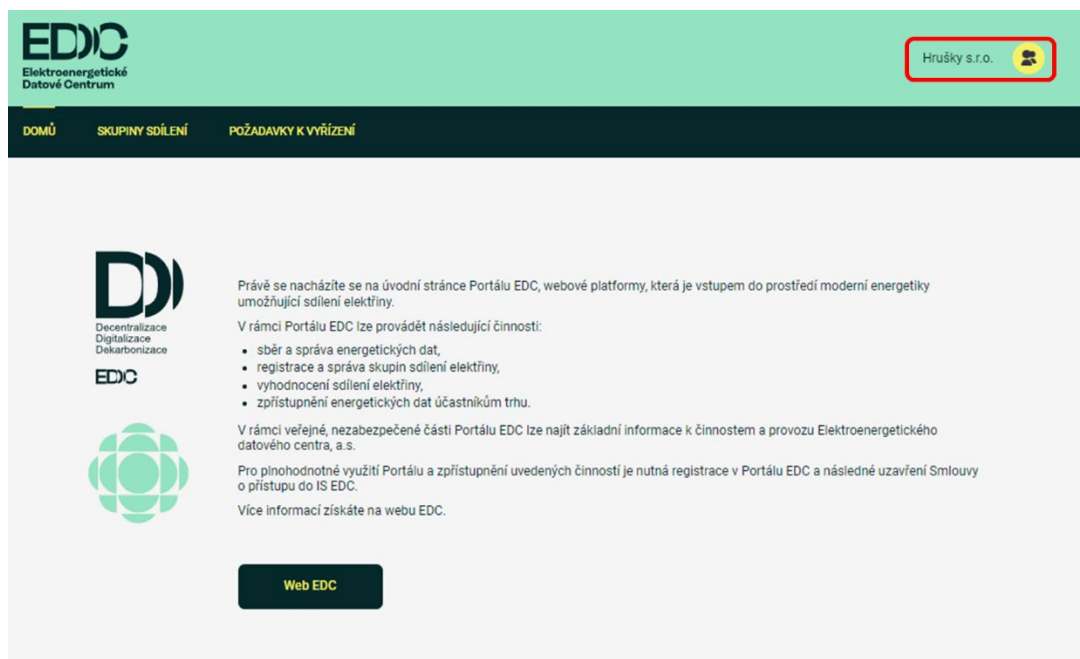 EDC
Elektroenergetické
Datové Centrum
Hrušky s.r.o.
DOMŮ SKUPINY SDÍLENÍ POŽADAVKY K VYŘÍZENÍ
Decentralizace
Digitalizace
Dekarbonizace
EDC
Právě se nacházíte se na úvodní stránce Portálu EDC, webové platformy, která je vstupem do prostředí moderní energetiky
umožňující sdílení elektřiny.
V rámci Portálu EDC lze provádět následující činnosti:
• sběr a správa energetických dat,
• registrace a správa skupin sdílení elektřiny,
• vyhodnocení sdílení elektřiny,
• zpřístupnění energetických dat účastníkům trhu.
V rámci veřejné, nezabezpečené části Portálu EDC lze najít základní informace k činnostem a provozu Elektroenergetického
datového centra, a.s.
Pro plnohodnotné využití Portálu a zpřístupnění uvedených činností je nutná registrace v Portálu EDC a následné uzavření Smlouvy
o přístupu do IS EDC.
Více informací získáte na webu EDC.
Web EDC